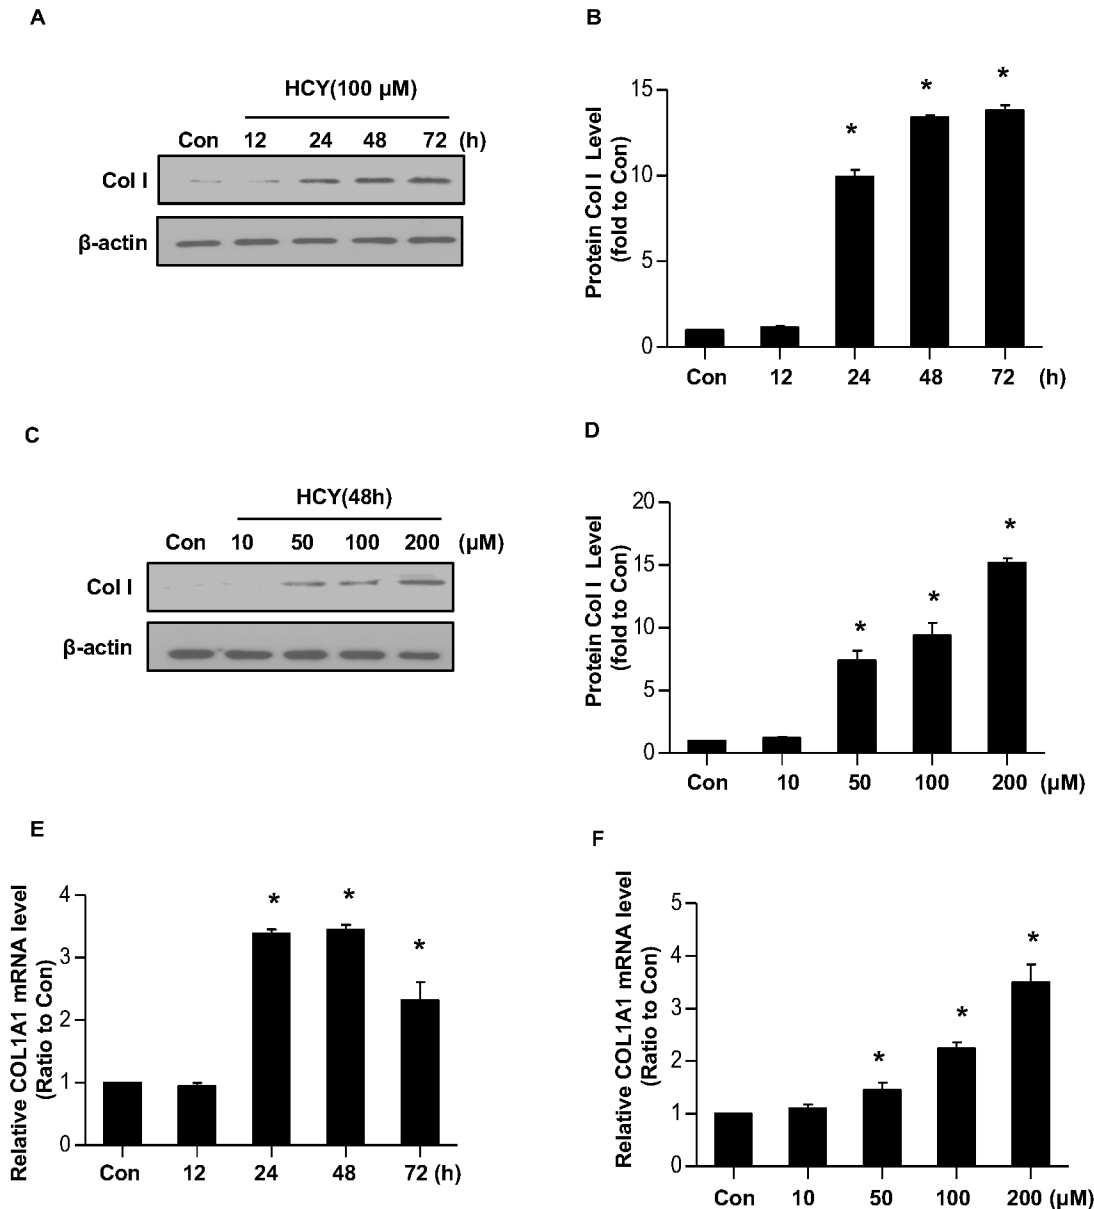 A
HCY(100 µM)
Con 12 24 48 72 (h)
Col I
β-actin
B
Protein Col I Level
(fold to Con)
15
10
5
0
* * *
Con 12 24 48 72 (h)
C
HCY(48h)
Con 10 50 100 200 (µM)
Col I
β-actin
D
Protein Col I Level
(fold to Con)
20
15
10
5
0
* * *
Con 10 50 100 200 (µM)
E
Relative COL1A1 mRNA level
(Ratio to Con)
4
3
2
1
0
* * *
Con 12 24 48 72 (h)
F
Relative COL1A1 mRNA level
(Ratio to Con)
5
4
3
2
1
0
* * *
Con 10 50 100 200 (µM)